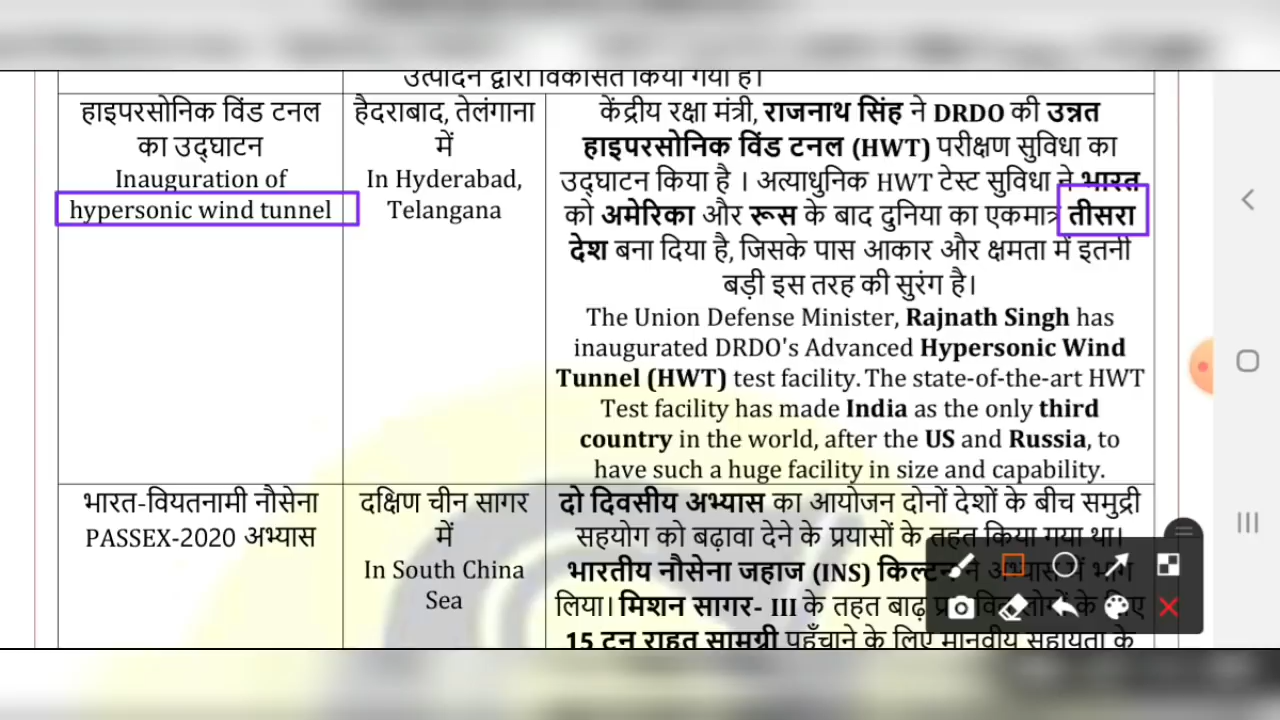 उत्पादन द्वारा विकसित किया गया है।
हाइपरसोनिक विंड टनल
का उद्घाटन
Inauguration of
hypersonic wind tunnel
हैदराबाद, तेलंगाना
में
In Hyderabad,
Telangana
केंद्रीय रक्षा मंत्री, राजनाथ सिंह ने DRDO की उन्नत
हाइपरसोनिक विंड टनल (HWT) परीक्षण सुविधा का
उद्घाटन किया है । अत्याधुनिक HWT टेस्ट सुविधा ने भारत
को अमेरिका और रूस के बाद दुनिया का एकमात्र तीसरा
देश बना दिया है, जिसके पास आकार और क्षमता में इतनी
बड़ी इस तरह की सुरंग है।
The Union Defense Minister, Rajnath Singh has
inaugurated DRDO's Advanced Hypersonic Wind
Tunnel (HWT) test facility. The state-of-the-art HWT
Test facility has made India as the only third
country in the world, after the US and Russia, to
have such a huge facility in size and capability.
भारत-वियतनामी नौसेना
PASSEX-2020 अभ्यास
दक्षिण चीन सागर
में
In South China
Sea
दो दिवसीय अभ्यास का आयोजन दोनों देशों के बीच समुद्री
सहयोग को बढ़ावा देने के प्रयासों के तहत किया गया था।
भारतीय नौसेना जहाज (INS) किल्टन ने अभ्यास में भाग
लिया। मिशन सागर- III के तहत बाढ़ के लिए
15 टन राहत सामग्री पहुँचाने के लिए मानवीय सहायता के